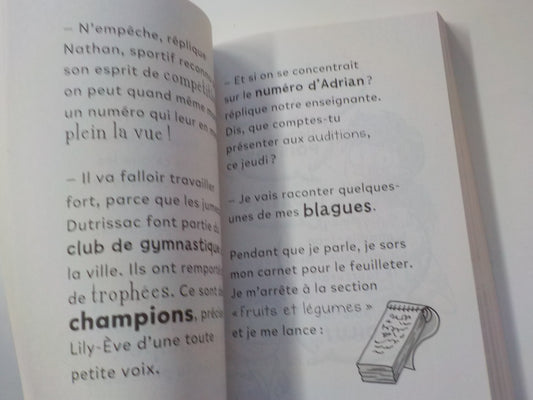 – N'empêche, réplique
Nathan, sportif reconnu
son esprit de
on peut quand même
un numéro qui leur en
plein la vue !
– Il va falloir travailler
fort, parce que les
Dutrissac font partie
club de gymnastique
la ville. Ils ont
de trophées. Ce sont
champions,
Lily-Ève d'une toute
petite voix.
– Et si on se concentrait
sur le numéro d'Adrian ?
réplique notre enseignante.
Dis, que comptes-tu
présenter aux auditions,
ce jeudi ?
– Je vais raconter quelques-
unes de mes blagues.
Pendant que je parle, je sors
mon carnet pour le feuilleter.
Je m'arrête à la section
« fruits et légumes »
et je me lance :